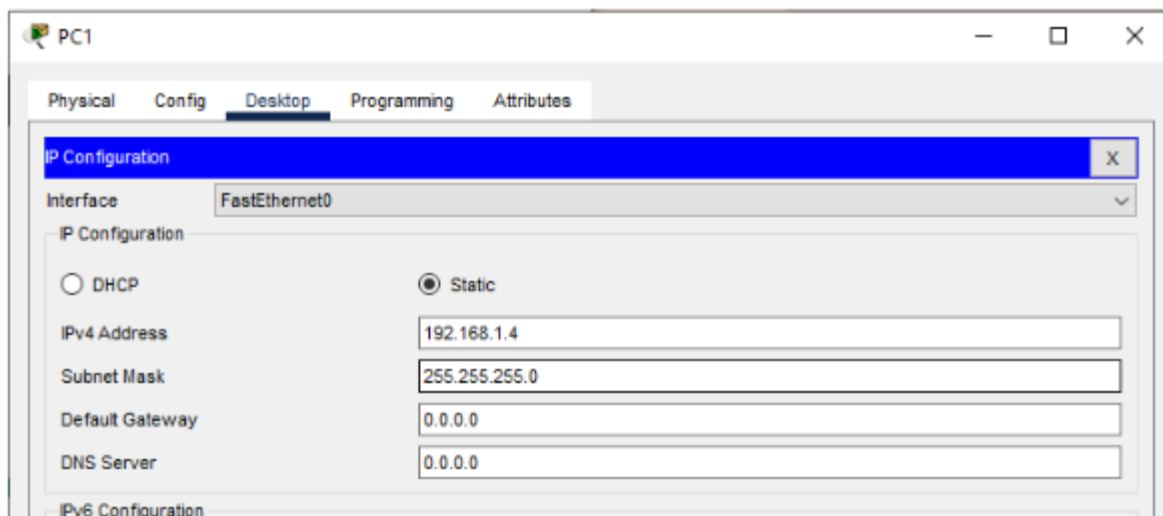 PC1
Physical Config Desktop Programming Attributes
IP Configuration X
Interface FastEthernet0
IP Configuration
DHCP Static
IPv4 Address 192.168.1.4
Subnet Mask 255.255.255.0
Default Gateway 0.0.0.0
DNS Server 0.0.0.0
IPv6 Configuration